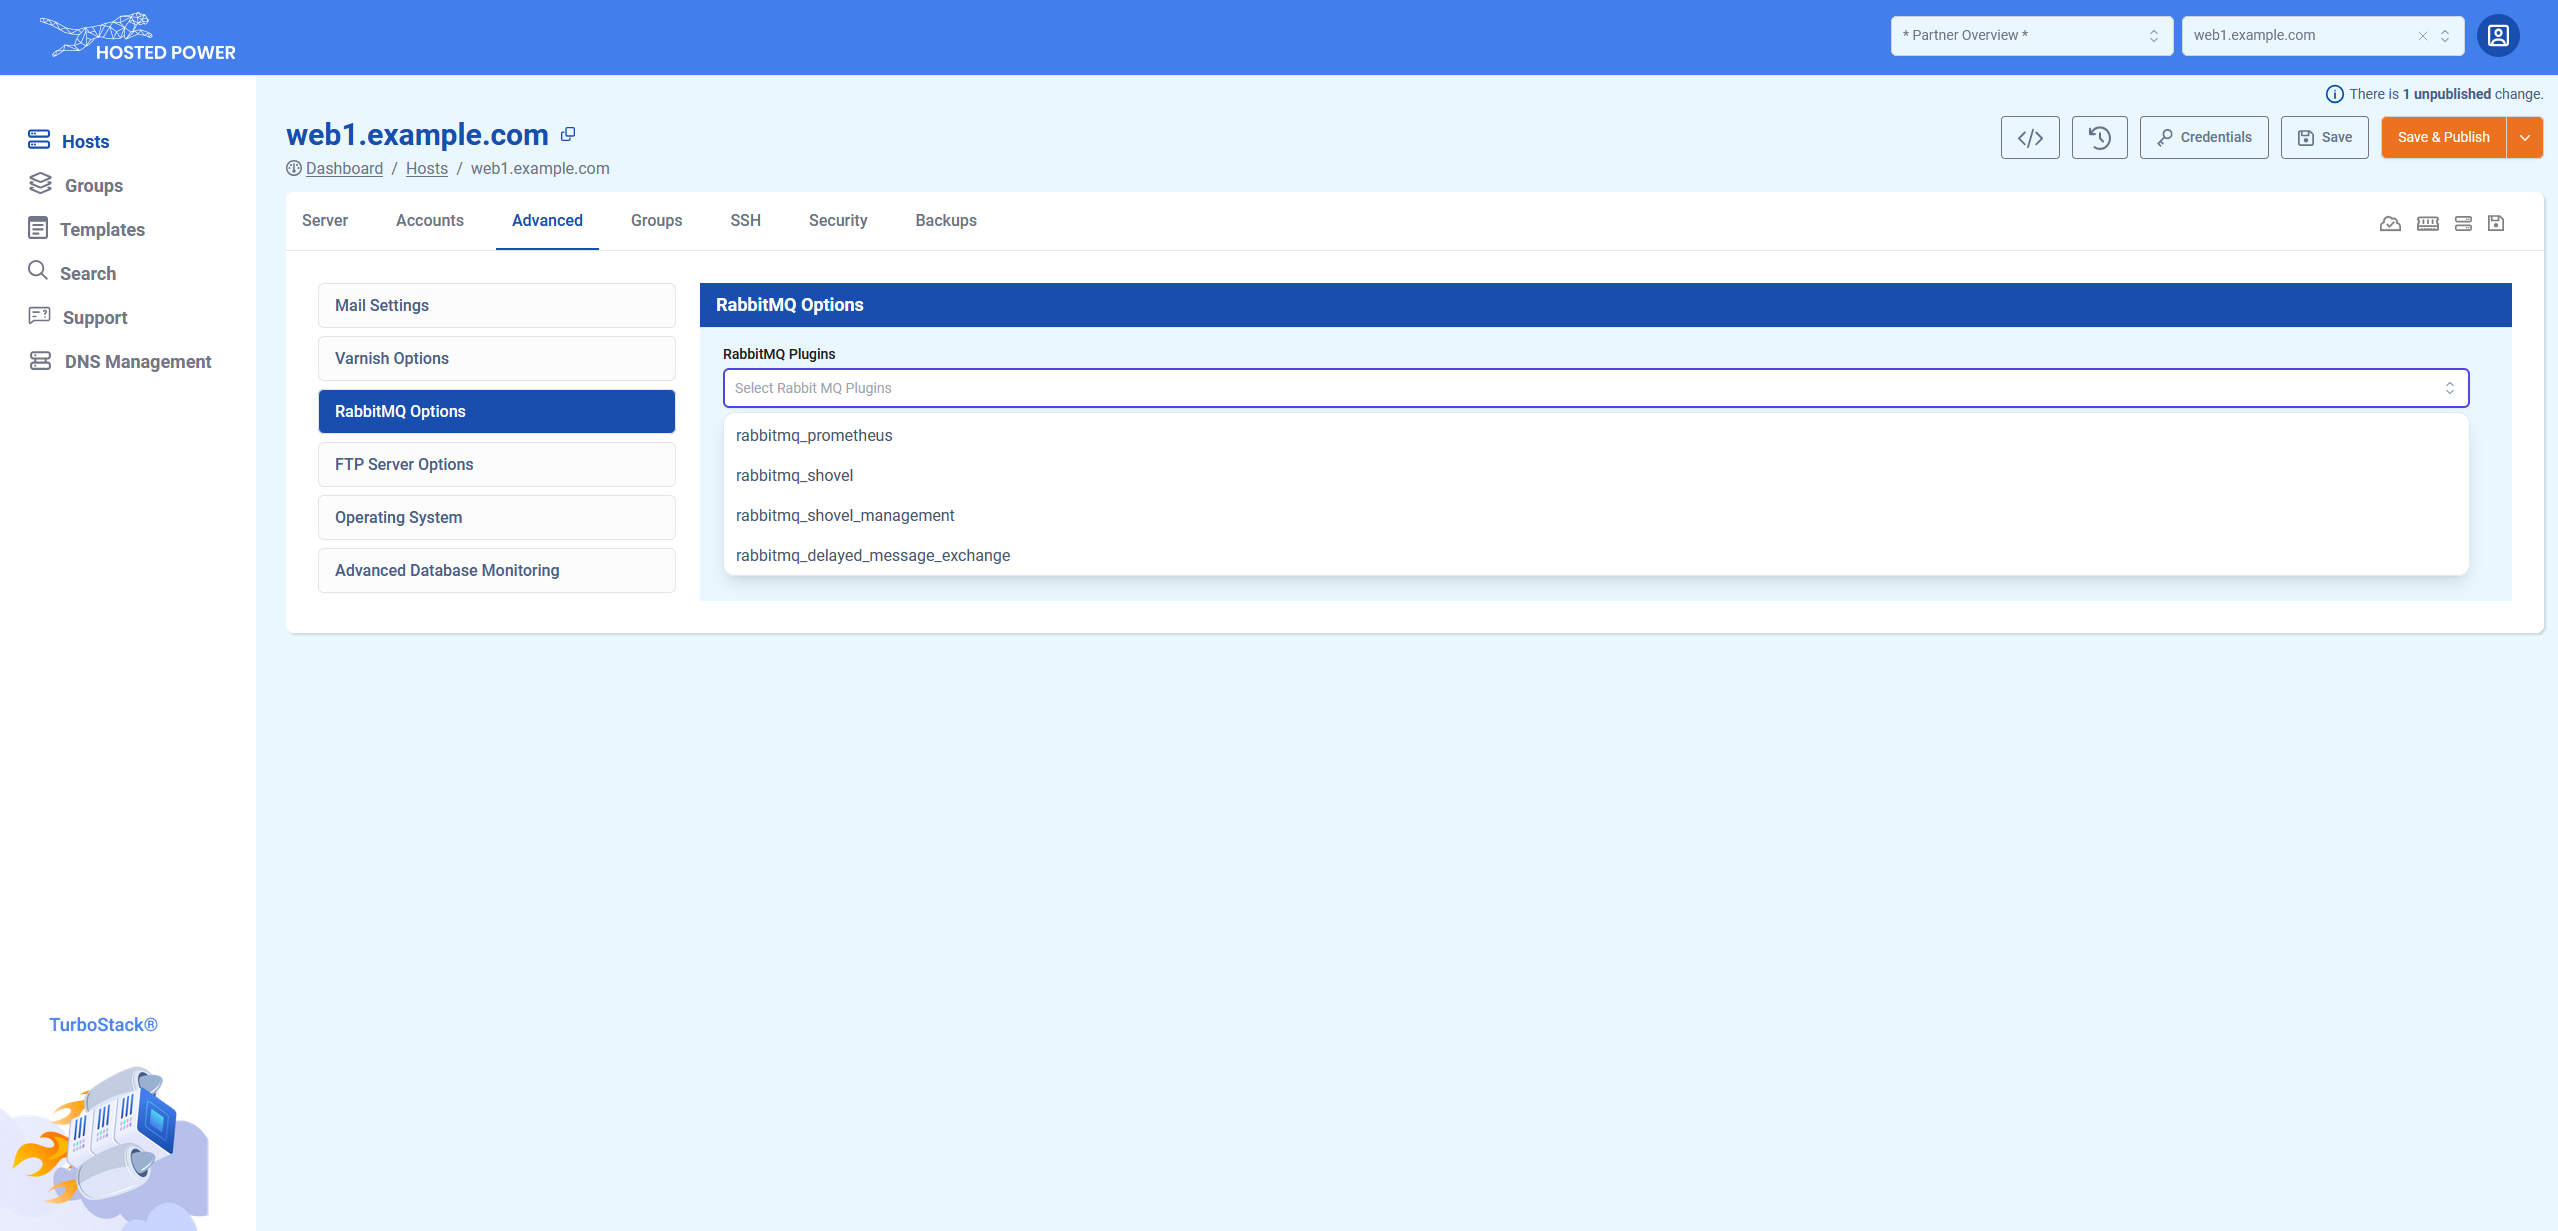 HOSTED POWER
* Partner Overview *
web1.example.com
There is 1 unpublished change.
Hosts
Groups
Templates
Search
Support
DNS Management
web1.example.com
Dashboard / Hosts / web1.example.com
</> Credentials Save Save & Publish
Server Accounts Advanced Groups SSH Security Backups
Mail Settings
Varnish Options
RabbitMQ Options
FTP Server Options
Operating System
Advanced Database Monitoring
RabbitMQ Options
RabbitMQ Plugins
Select Rabbit MQ Plugins
rabbitmq_prometheus
rabbitmq_shovel
rabbitmq_shovel_management
rabbitmq_delayed_message_exchange
TurboStack®